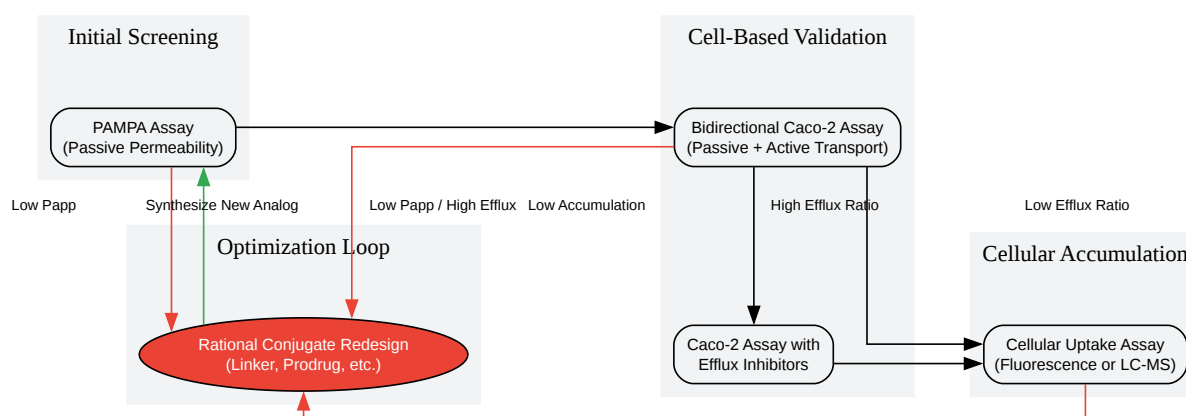 Initial Screening
Cell-Based Validation
PAMPA Assay
(Passive Permeability)
Bidirectional Caco-2 Assay
(Passive + Active Transport)
Low Papp
Synthesize New Analog
Low Papp / High Efflux
Low Accumulation
High Efflux Ratio
Low Efflux Ratio
Optimization Loop
Cellular Accumulation
Rational Conjugate Redesign
(Linker, Prodrug, etc.)
Caco-2 Assay with
Efflux Inhibitors
Cellular Uptake Assay
(Fluorescence or LC-MS)